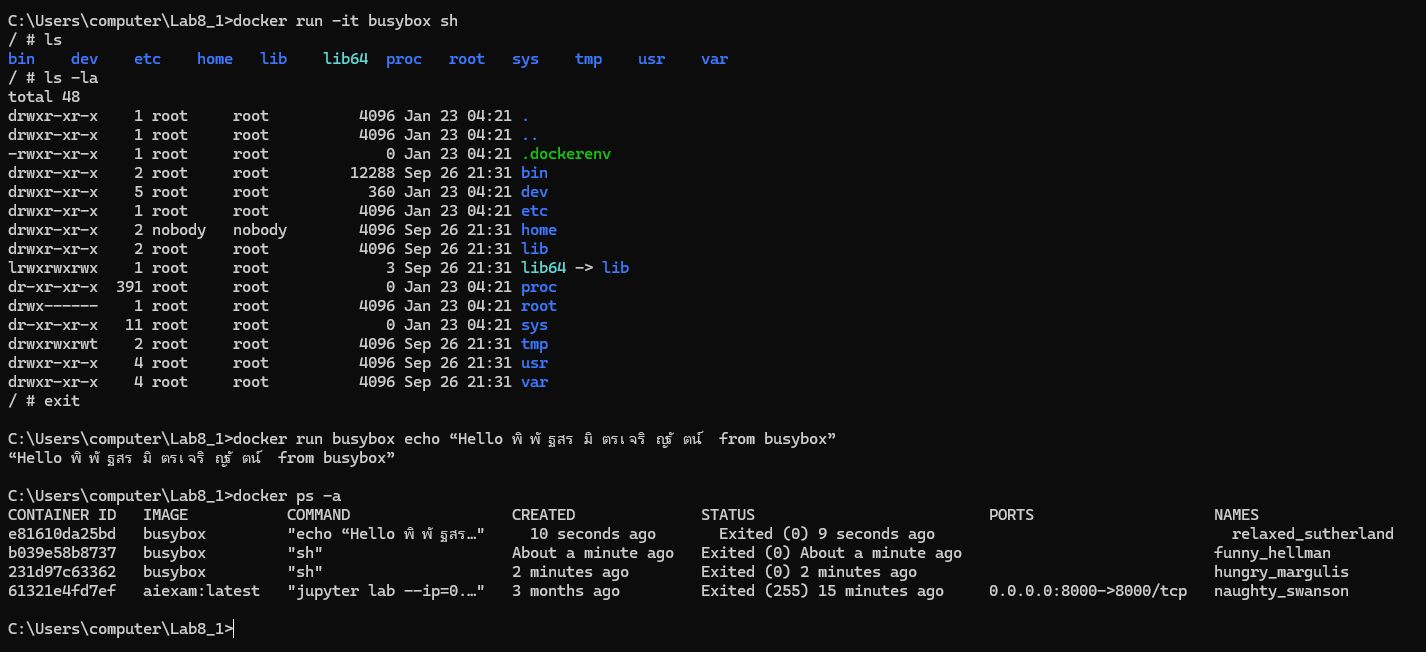 C:\Users\computer\Lab8_1>docker run -it busybox sh
/ # ls
bin    dev    etc    home   lib    lib64  proc   root   sys    tmp    usr    var
/ # ls -la
total 48
drwxr-xr-x    1 root     root          4096 Jan 23 04:21 .
drwxr-xr-x    1 root     root          4096 Jan 23 04:21 ..
-rwxr-xr-x    1 root     root             0 Jan 23 04:21 .dockerenv
drwxr-xr-x    2 root     root         12288 Sep 26 21:31 bin
drwxr-xr-x    5 root     root           360 Jan 23 04:21 dev
drwxr-xr-x    1 root     root          4096 Jan 23 04:21 etc
drwxr-xr-x    2 nobody   nobody        4096 Sep 26 21:31 home
drwxr-xr-x    2 root     root          4096 Sep 26 21:31 lib
lrwxrwxrwx    1 root     root             3 Sep 26 21:31 lib64 -> lib
dr-xr-xr-x  391 root     root             0 Jan 23 04:21 proc
drwx------    1 root     root          4096 Jan 23 04:21 root
dr-xr-xr-x   11 root     root             0 Jan 23 04:21 sys
drwxrwxrwt    2 root     root          4096 Sep 26 21:31 tmp
drwxr-xr-x    4 root     root          4096 Sep 26 21:31 usr
drwxr-xr-x    4 root     root          4096 Sep 26 21:31 var
/ # exit
C:\Users\computer\Lab8_1>docker run busybox echo “Hello พิพัฐสร มิตรเจริญรัตน์ from busybox”
“Hello พิพัฐสร มิตรเจริญรัตน์ from busybox”
C:\Users\computer\Lab8_1>docker ps -a
CONTAINER ID   IMAGE           COMMAND                 CREATED              STATUS                          PORTS                    NAMES
e81610da25bd   busybox         "echo “Hello พิพัฐสร…"   10 seconds ago       Exited (0) 9 seconds ago                                 relaxed_sutherland
b039e58b8737   busybox         "sh"                    About a minute ago   Exited (0) About a minute ago                            funny_hellman
231d97c63362   busybox         "sh"                    2 minutes ago        Exited (0) 2 minutes ago                                 hungry_margulis
61321e4fd7ef   aiexam:latest   "jupyter lab --ip=0.…"  3 months ago         Exited (255) 15 minutes ago     0.0.0.0:8000->8000/tcp   naughty_swanson
C:\Users\computer\Lab8_1>